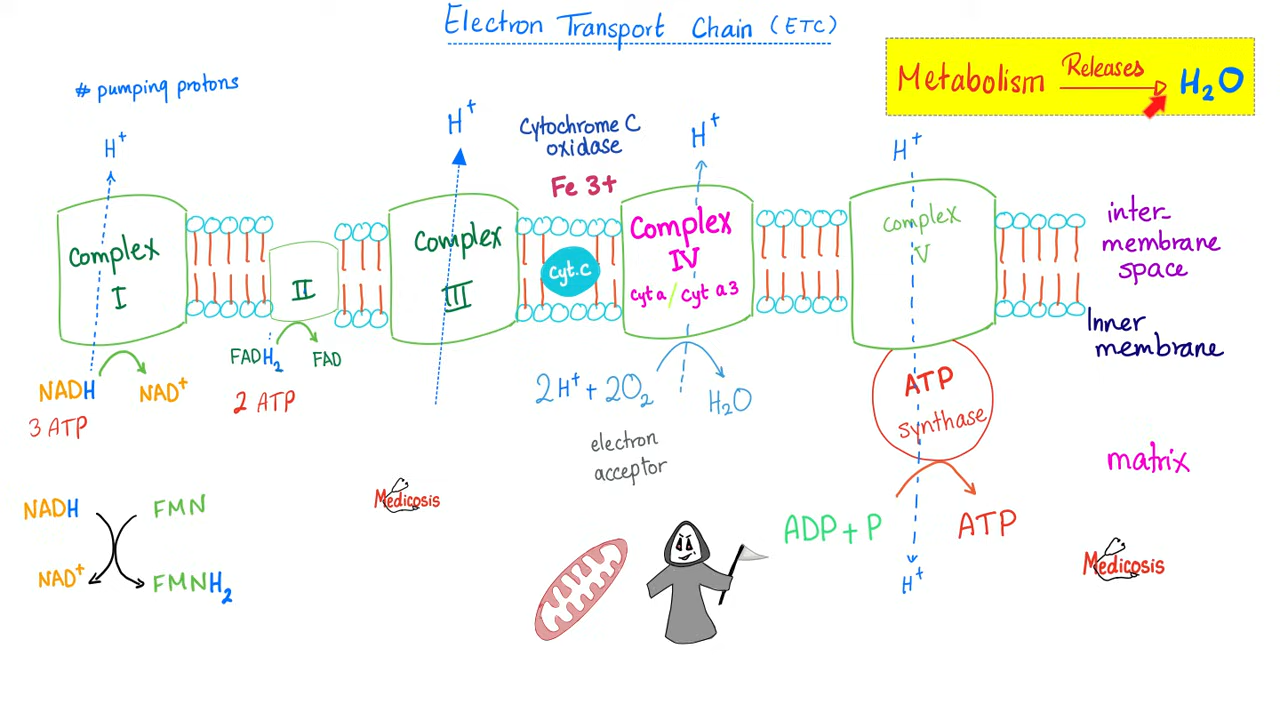 Electron Transport Chain (ETC)
Metabolism Releases H₂O
# pumping protons
H⁺
H⁺
Cytochrome C
oxidase
Fe 3+
H⁺
H⁺
Complex
I
II
Complex
III
Cyt.C
Complex
IV
Cyt a / Cyt a3
Complex
V
inter-
membrane
space
Inner
membrane
NADH
NAD⁺
3 ATP
FADH₂
FAD
2 ATP
2H⁺ + 2O₂
H₂O
electron
acceptor
ATP
synthase
matrix
NADH
FMN
NAD⁺
FMNH₂
Medicosis
ADP + P
ATP
H⁺
Medicosis